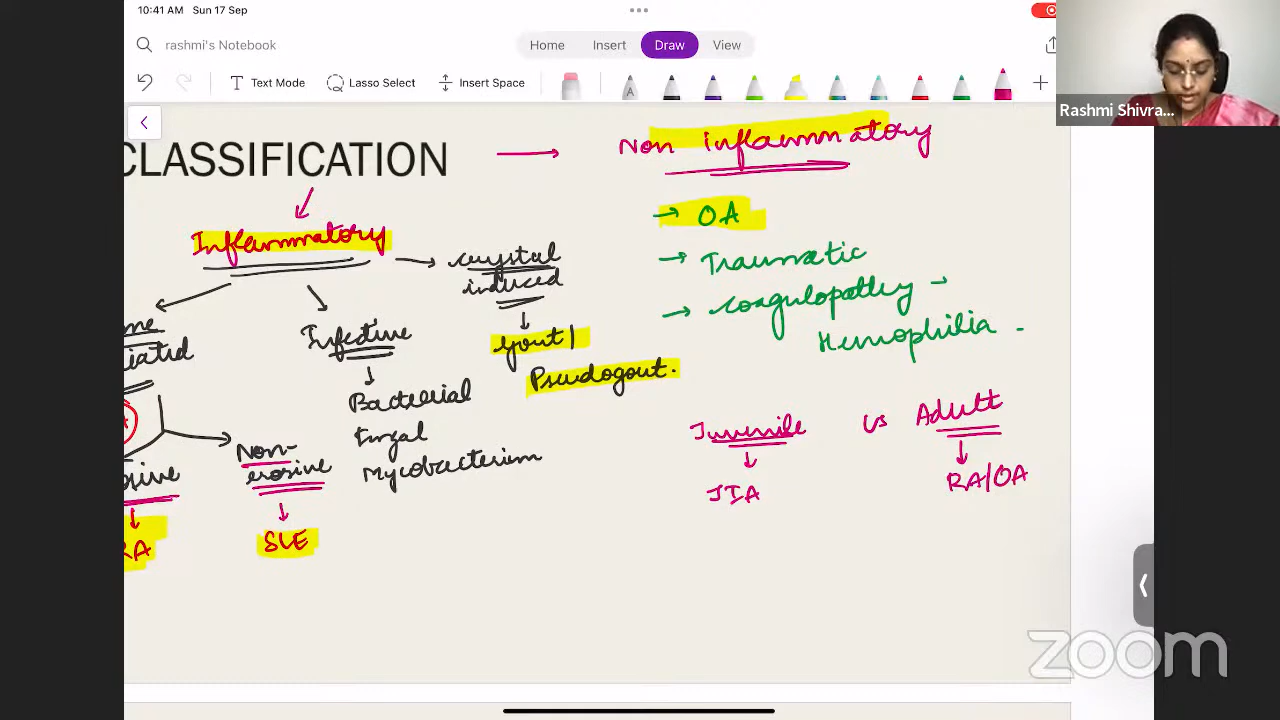 10:41 AM Sun 17 Sep
rashmi's Notebook
Home Insert Draw View
Text Mode Lasso Select Insert Space
A
Rashmi Shivra...
CLASSIFICATION → Non inflammatory
→ OA
→ Traumatic
→ Coagulopathy →
Hemophilia -
Inflammatory
crystal
induced
Gout |
Pseudogout.
iated
Infective
Bacterial
Fungal
Mycobacterium
Non-
erosive
SLE
RA
Juvenile vs Adult
JIA RA/OA
zoom